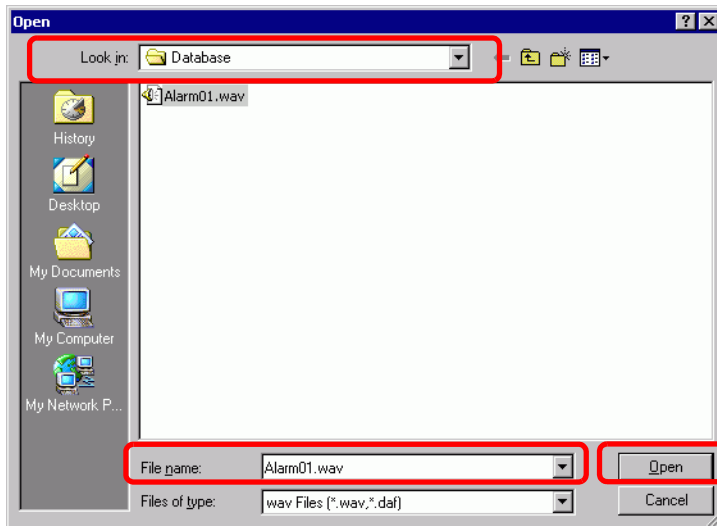 Open
Look in: Database
Alarm01.wav
History
Desktop
My Documents
My Computer
My Network P...
File name: Alarm01.wav Open
Files of type: wav Files (*.wav,*.daf) Cancel